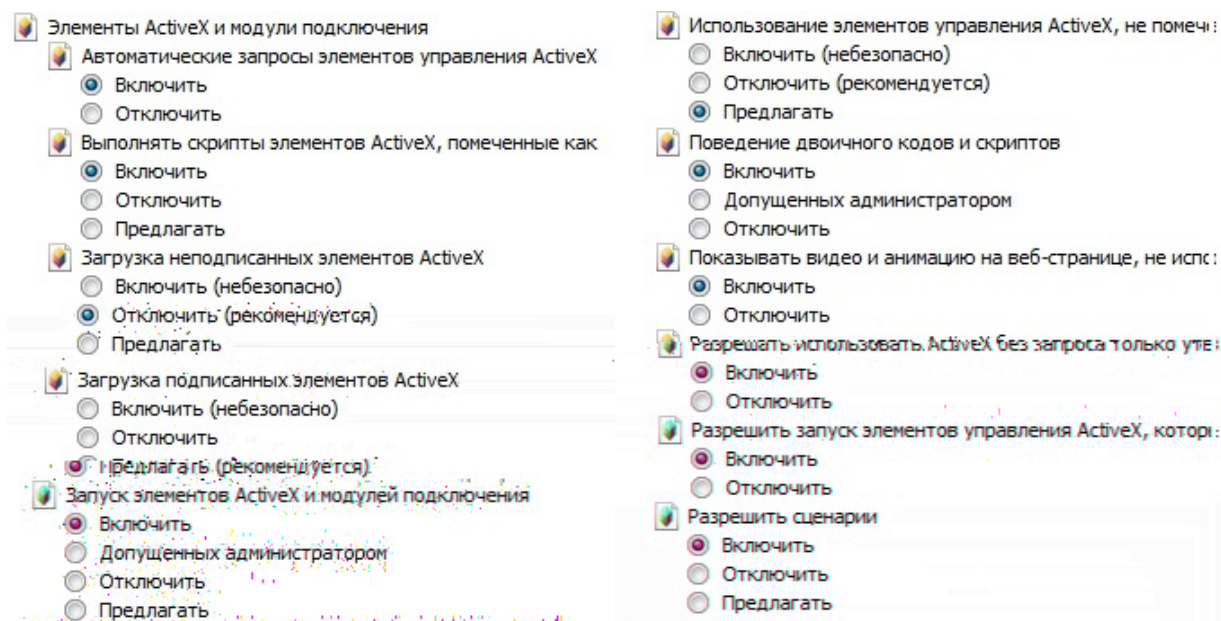 Элементы ActiveX и модули подключения
Автоматические запросы элементов управления ActiveX
Включить
Отключить
Выполнять скрипты элементов ActiveX, помеченные как
Включить
Отключить
Предлагать
Загрузка неподписанных элементов ActiveX
Включить (небезопасно)
Отключить (рекомендуется)
Предлагать
Загрузка подписанных элементов ActiveX
Включить (небезопасно)
Отключить
Предлагать (рекомендуется)
Запуск элементов ActiveX и модулей подключения
Включить
Допущенных администратором
Отключить
Предлагать
Использование элементов управления ActiveX, не
Включить (небезопасно)
Отключить (рекомендуется)
Предлагать
Поведение двоичного кодов и скриптов
Включить
Допущенных администратором
Отключить
Показывать видео и анимацию на веб-странице, не
Включить
Отключить
Разрешать использовать ActiveX без запроса только
Включить
Отключить
Разрешить запуск элементов управления ActiveX,
Включить
Отключить
Разрешить сценарии
Включить
Отключить
Предлагать